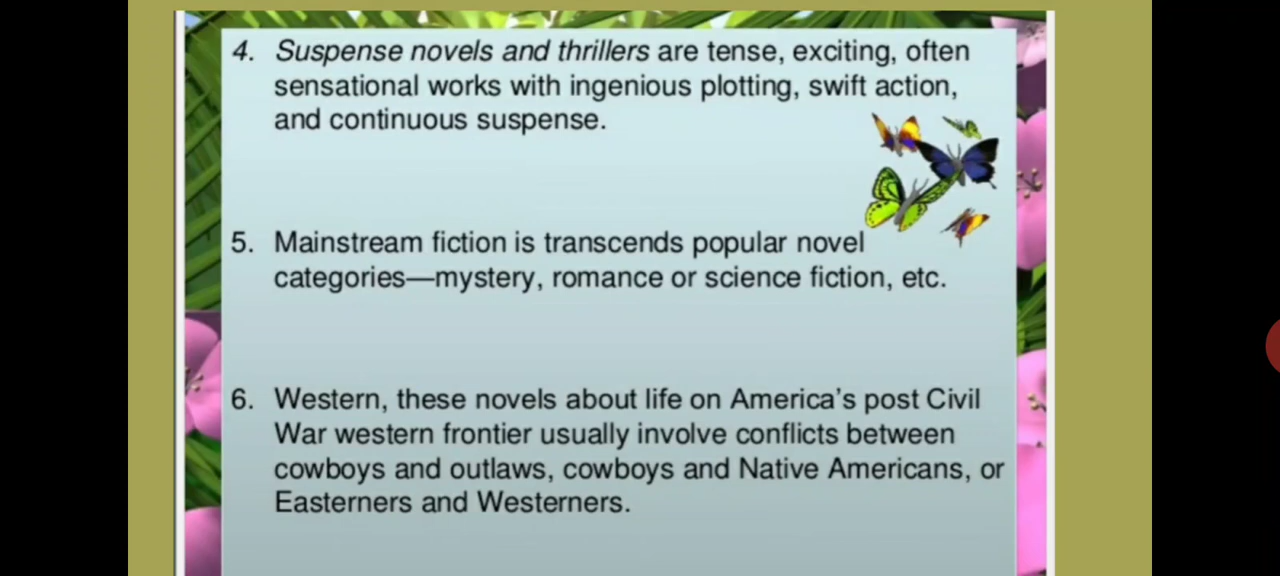 4. Suspense novels and thrillers are tense, exciting, often
sensational works with ingenious plotting, swift action,
and continuous suspense.
5. Mainstream fiction is transcends popular novel
categories—mystery, romance or science fiction, etc.
6. Western, these novels about life on America's post Civil
War western frontier usually involve conflicts between
cowboys and outlaws, cowboys and Native Americans, or
Easterners and Westerners.